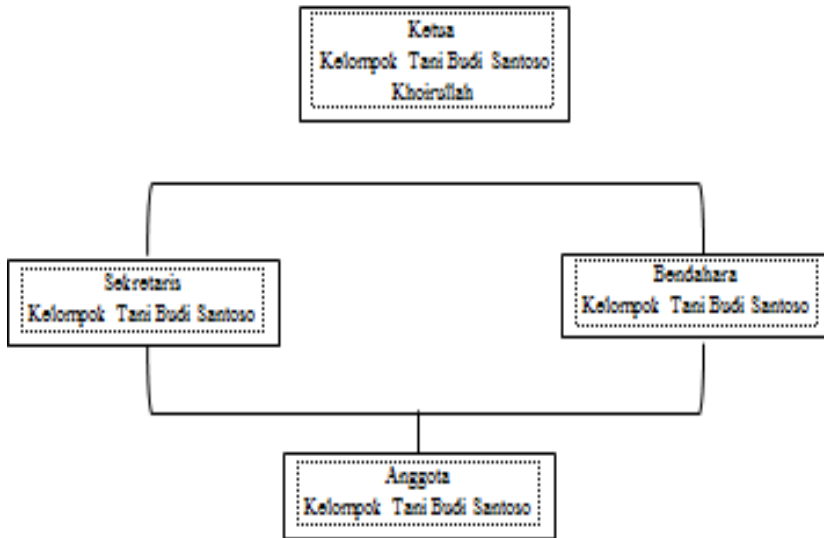 Ketua
Kelompok Tani Budi Santoso
Khoirullah
Sekretaris
Kelompok Tani Budi Santoso
Bendahara
Kelompok Tani Budi Santoso
Anggota
Kelompok Tani Budi Santoso